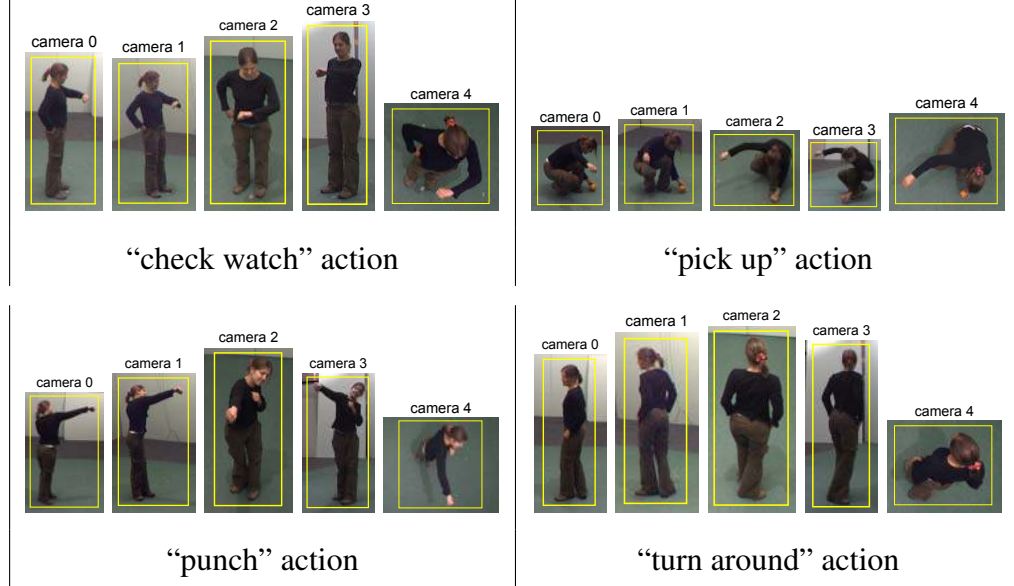 camera 0
camera 1
camera 2
camera 3
camera 4
“check watch” action
camera 0
camera 1
camera 2
camera 3
camera 4
“pick up” action
camera 0
camera 1
camera 2
camera 3
camera 4
“punch” action
camera 0
camera 1
camera 2
camera 3
camera 4
“turn around” action